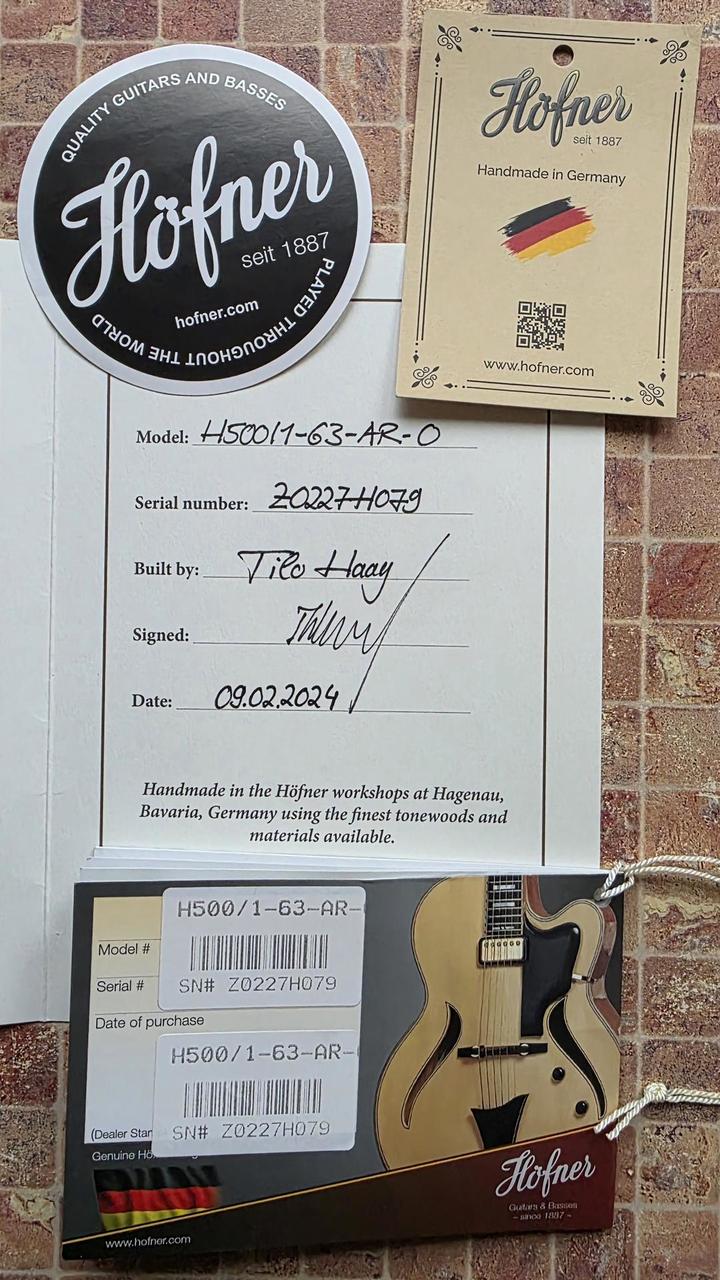 QUALITY GUITARS AND BASSES
Höfner
seit 1887
hofner.com
PLAYED THROUGHOUT THE WORLD
Höfner
seit 1887
Handmade in Germany
www.hofner.com
Model: H500/1-63-AR-O
Serial number: Z0227H079
Built by: Tilo Haay
Signed:
Date: 09.02.2024
Handmade in the Höfner workshops at Hagenau,
Bavaria, Germany using the finest tonewoods and
materials available.
H500/1-63-AR-
SN# Z0227H079
Model #
Serial #
Date of purchase
H500/1-63-AR-
SN# Z0227H079
(Dealer
Genuine
Höfner
Guitars & Basses
~ since 1887 ~
www.hofner.com